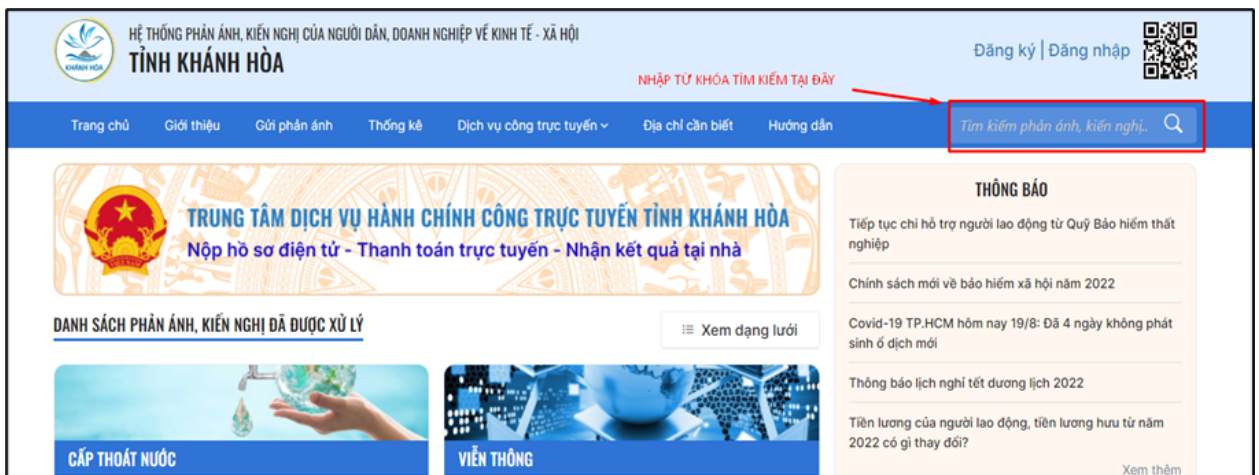 HỆ THỐNG PHẢN ÁNH, KIẾN NGHỊ CỦA NGƯỜI DÂN, DOANH NGHIỆP VỀ KINH TẾ - XÃ HỘI
TỈNH KHÁNH HÒA
KHÁNH HÒA
Đăng ký | Đăng nhập
NHẬP TỪ KHÓA TÌM KIẾM TẠI ĐÂY
Trang chủ Giới thiệu Gửi phản ánh Thống kê Dịch vụ công trực tuyến Địa chỉ cần biết Hướng dẫn
Tìm kiếm phản ánh, kiến nghị..
TRUNG TÂM DỊCH VỤ HÀNH CHÍNH CÔNG TRỰC TUYẾN TỈNH KHÁNH HÒA
Nộp hồ sơ điện tử - Thanh toán trực tuyến - Nhận kết quả tại nhà
VIỆT NAM
DANH SÁCH PHẢN ÁNH, KIẾN NGHỊ ĐÃ ĐƯỢC XỬ LÝ
Xem dạng lưới
CẤP THOÁT NƯỚC
VIỄN THÔNG
THÔNG BÁO
Tiếp tục chi hỗ trợ người lao động từ Quỹ Bảo hiểm thất
nghiệp
Chính sách mới về bảo hiểm xã hội năm 2022
Covid-19 TP.HCM hôm nay 19/8: Đã 4 ngày không phát
sinh ổ dịch mới
Thông báo lịch nghỉ tết dương lịch 2022
Tiền lương của người lao động, tiền lương hưu từ năm
2022 có gì thay đổi?
Xem thêm